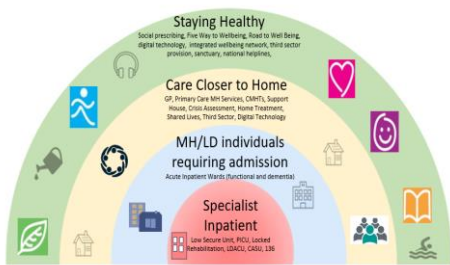 Staying Healthy
Social prescribing, Five Way to Wellbeing, Road to Well Being,
digital technology, integrated wellbeing network, third sector
provision, sanctuary, national helplines,
Care Closer to Home
GP, Primary Care MH Services, CMHTs, Support
House, Crisis Assessment, Home Treatment,
Shared Lives, Third Sector, Digital Technology
MH/LD individuals
requiring admission
Acute Inpatient Wards (functional and dementia)
Specialist
Inpatient
Low Secure Unit, PICU, Locked
Rehabilitation, LDACU, CASU, 136